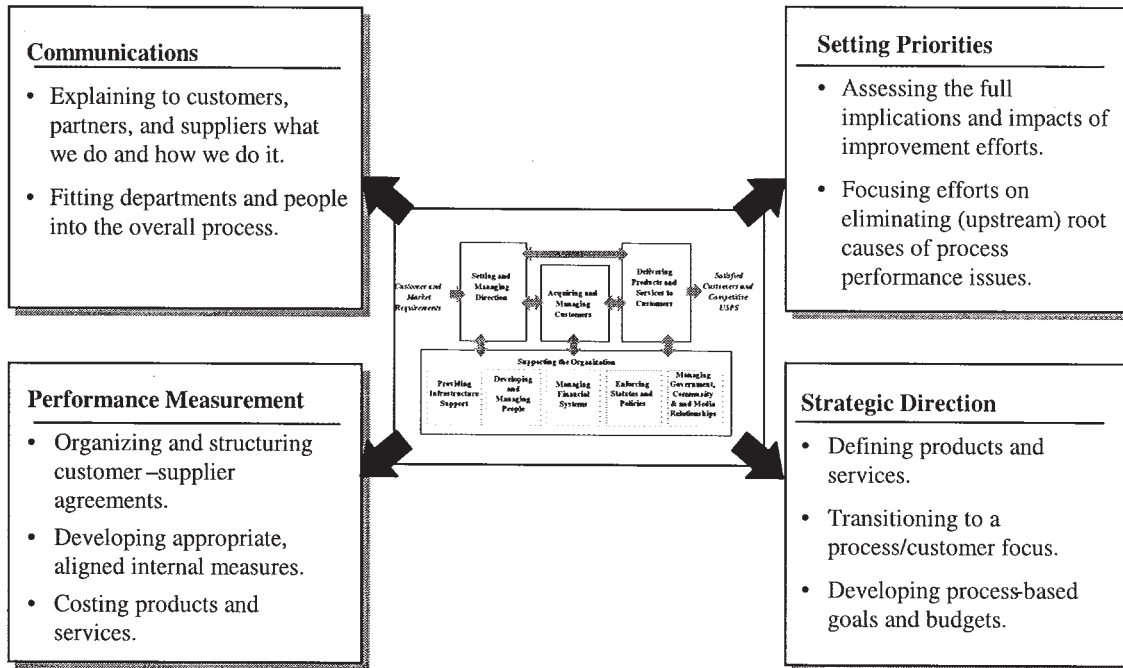 Communications
• Explaining to customers,
partners, and suppliers what
we do and how we do it.
• Fitting departments and people
into the overall process.
Setting Priorities
• Assessing the full
implications and impacts of
improvement efforts.
• Focusing efforts on
eliminating (upstream) root
causes of process
performance issues.
Customer and
Market
Requirements
Setting and
Managing
Direction
Acquiring and
Managing
Customers
Delivering
Products and
Services to
Customers
Satisfied
Customers and
Competitive
USPS
Supporting the Organization
Providing
Infrastructure
Support
Developing
and
Managing
People
Managing
Financial
Systems
Enforcing
Statutes and
Policies
Managing
Government,
Community
& and Media
Relationships
Performance Measurement
• Organizing and structuring
customer–supplier
agreements.
• Developing appropriate,
aligned internal measures.
• Costing products and
services.
Strategic Direction
• Defining products and
services.
• Transitioning to a
process/customer focus.
• Developing process-based
goals and budgets.